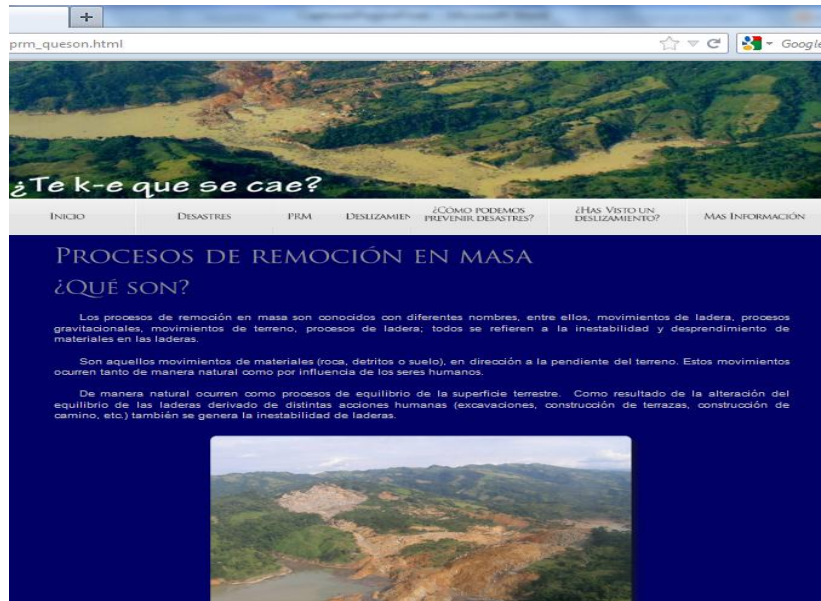 prm_queson.html
Google
¿Te k-e que se cae?
Inicio
Desastres
PRM
Deslizamien
¿Cómo podemos
prevenir desastres?
¿Has Visto un
deslizamiento?
Mas Información
Procesos de remoción en masa
¿Qué son?
Los procesos de remoción en masa son conocidos con diferentes nombres, entre ellos, movimientos de ladera, procesos
gravitacionales, movimientos de terreno, procesos de ladera; todos se refieren a la inestabilidad y desprendimiento de
materiales en las laderas.
Son aquellos movimientos de materiales (roca, detritos o suelo), en dirección a la pendiente del terreno. Estos movimientos
ocurren tanto de manera natural como por influencia de los seres humanos.
De manera natural ocurren como procesos de equilibrio de la superficie terrestre. Como resultado de la alteración del
equilibrio de las laderas derivado de distintas acciones humanas (excavaciones, construcción de terrazas, construcción de
camino, etc.) también se genera la inestabilidad de laderas.